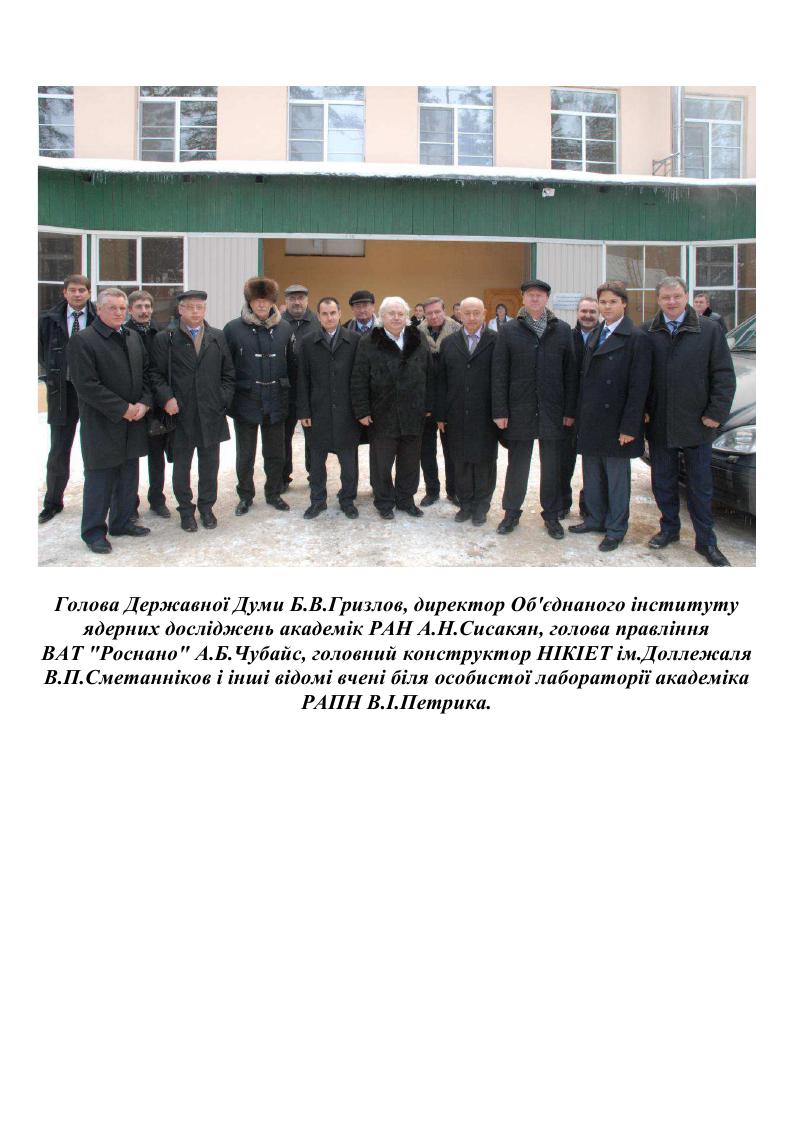 Голова Державної Думи Б.В.Гризлов, директор Об'єднаного інституту
ядерних досліджень академік РАН А.Н.Сисакян, голова правління
ВАТ "Роснано" А.Б.Чубайс, головний конструктор НІКІЕТ ім.Доллежаля
В.П.Сметанніков і інші відомі вчені біля особистої лабораторії академіка
РАПН В.І.Петрика.